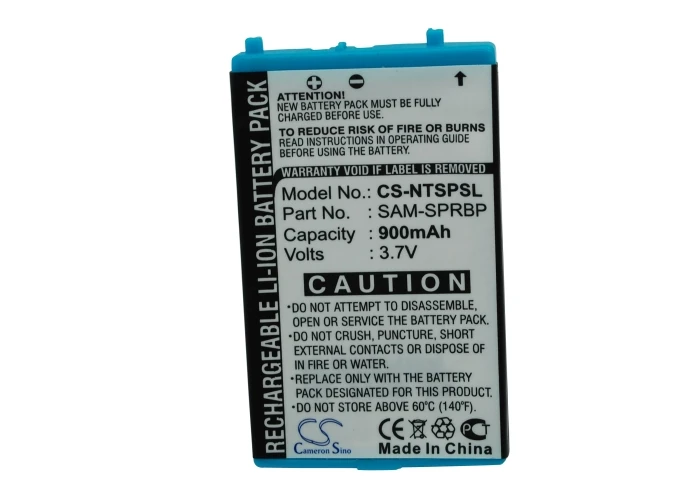 RECHARGEABLE LI-ION BATTERY PACK
+ −
ATTENTION!
NEW BATTERY PACK MUST BE FULLY
CHARGED BEFORE USE.
TO REDUCE RISK OF FIRE OR BURNS
READ INSTRUCTIONS IN OPERATING GUIDE
BEFORE USING THE BATTERY.
WARRANTY VOID IF LABEL IS REMOVED
Model No.: CS-NTSPSL
Part No. : SAM-SPRBP
Capacity : 900mAh
Volts : 3.7V
CAUTION
•DO NOT ATTEMPT TO DISASSEMBLE,
OPEN OR SERVICE THE BATTERY PACK.
•DO NOT CRUSH, PUNCTURE, SHORT
EXTERNAL CONTACTS OR DISPOSE OF
IN FIRE OR WATER.
•REPLACE ONLY WITH THE BATTERY
PACK DESIGNATED FOR THIS PRODUCT.
•DO NOT STORE ABOVE 60°C (140°F).
CS
Cameron Sino
CE